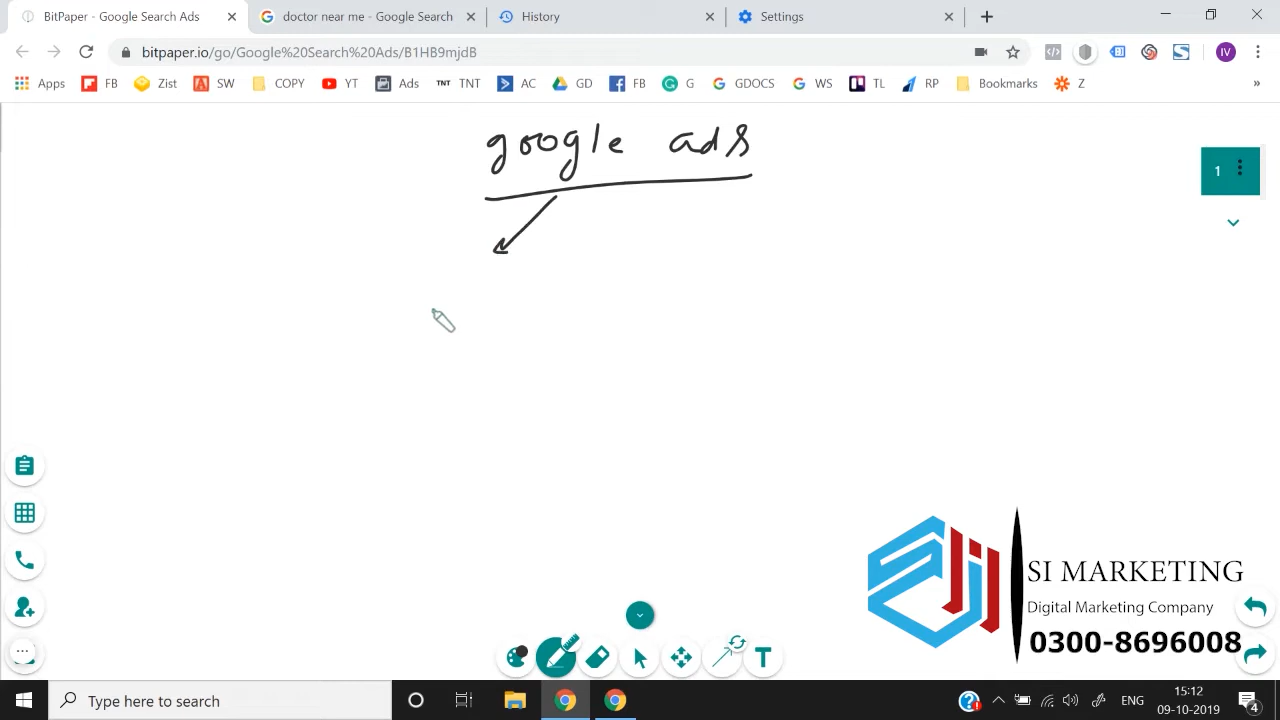 BitPaper - Google Search Ads
doctor near me - Google Search
History
Settings
bitpaper.io/go/Google%20Search%20Ads/B1HB9mjdB
IV
Apps
FB
Zist
SW
COPY
YT
Ads
TNT TNT
AC
GD
FB
G
GDOCS
WS
TL
RP
Bookmarks
Z
»
google ads
1
SI MARKETING
Digital Marketing Company
0300-8696008
T
Type here to search
ENG
15:12
09-10-2019
4